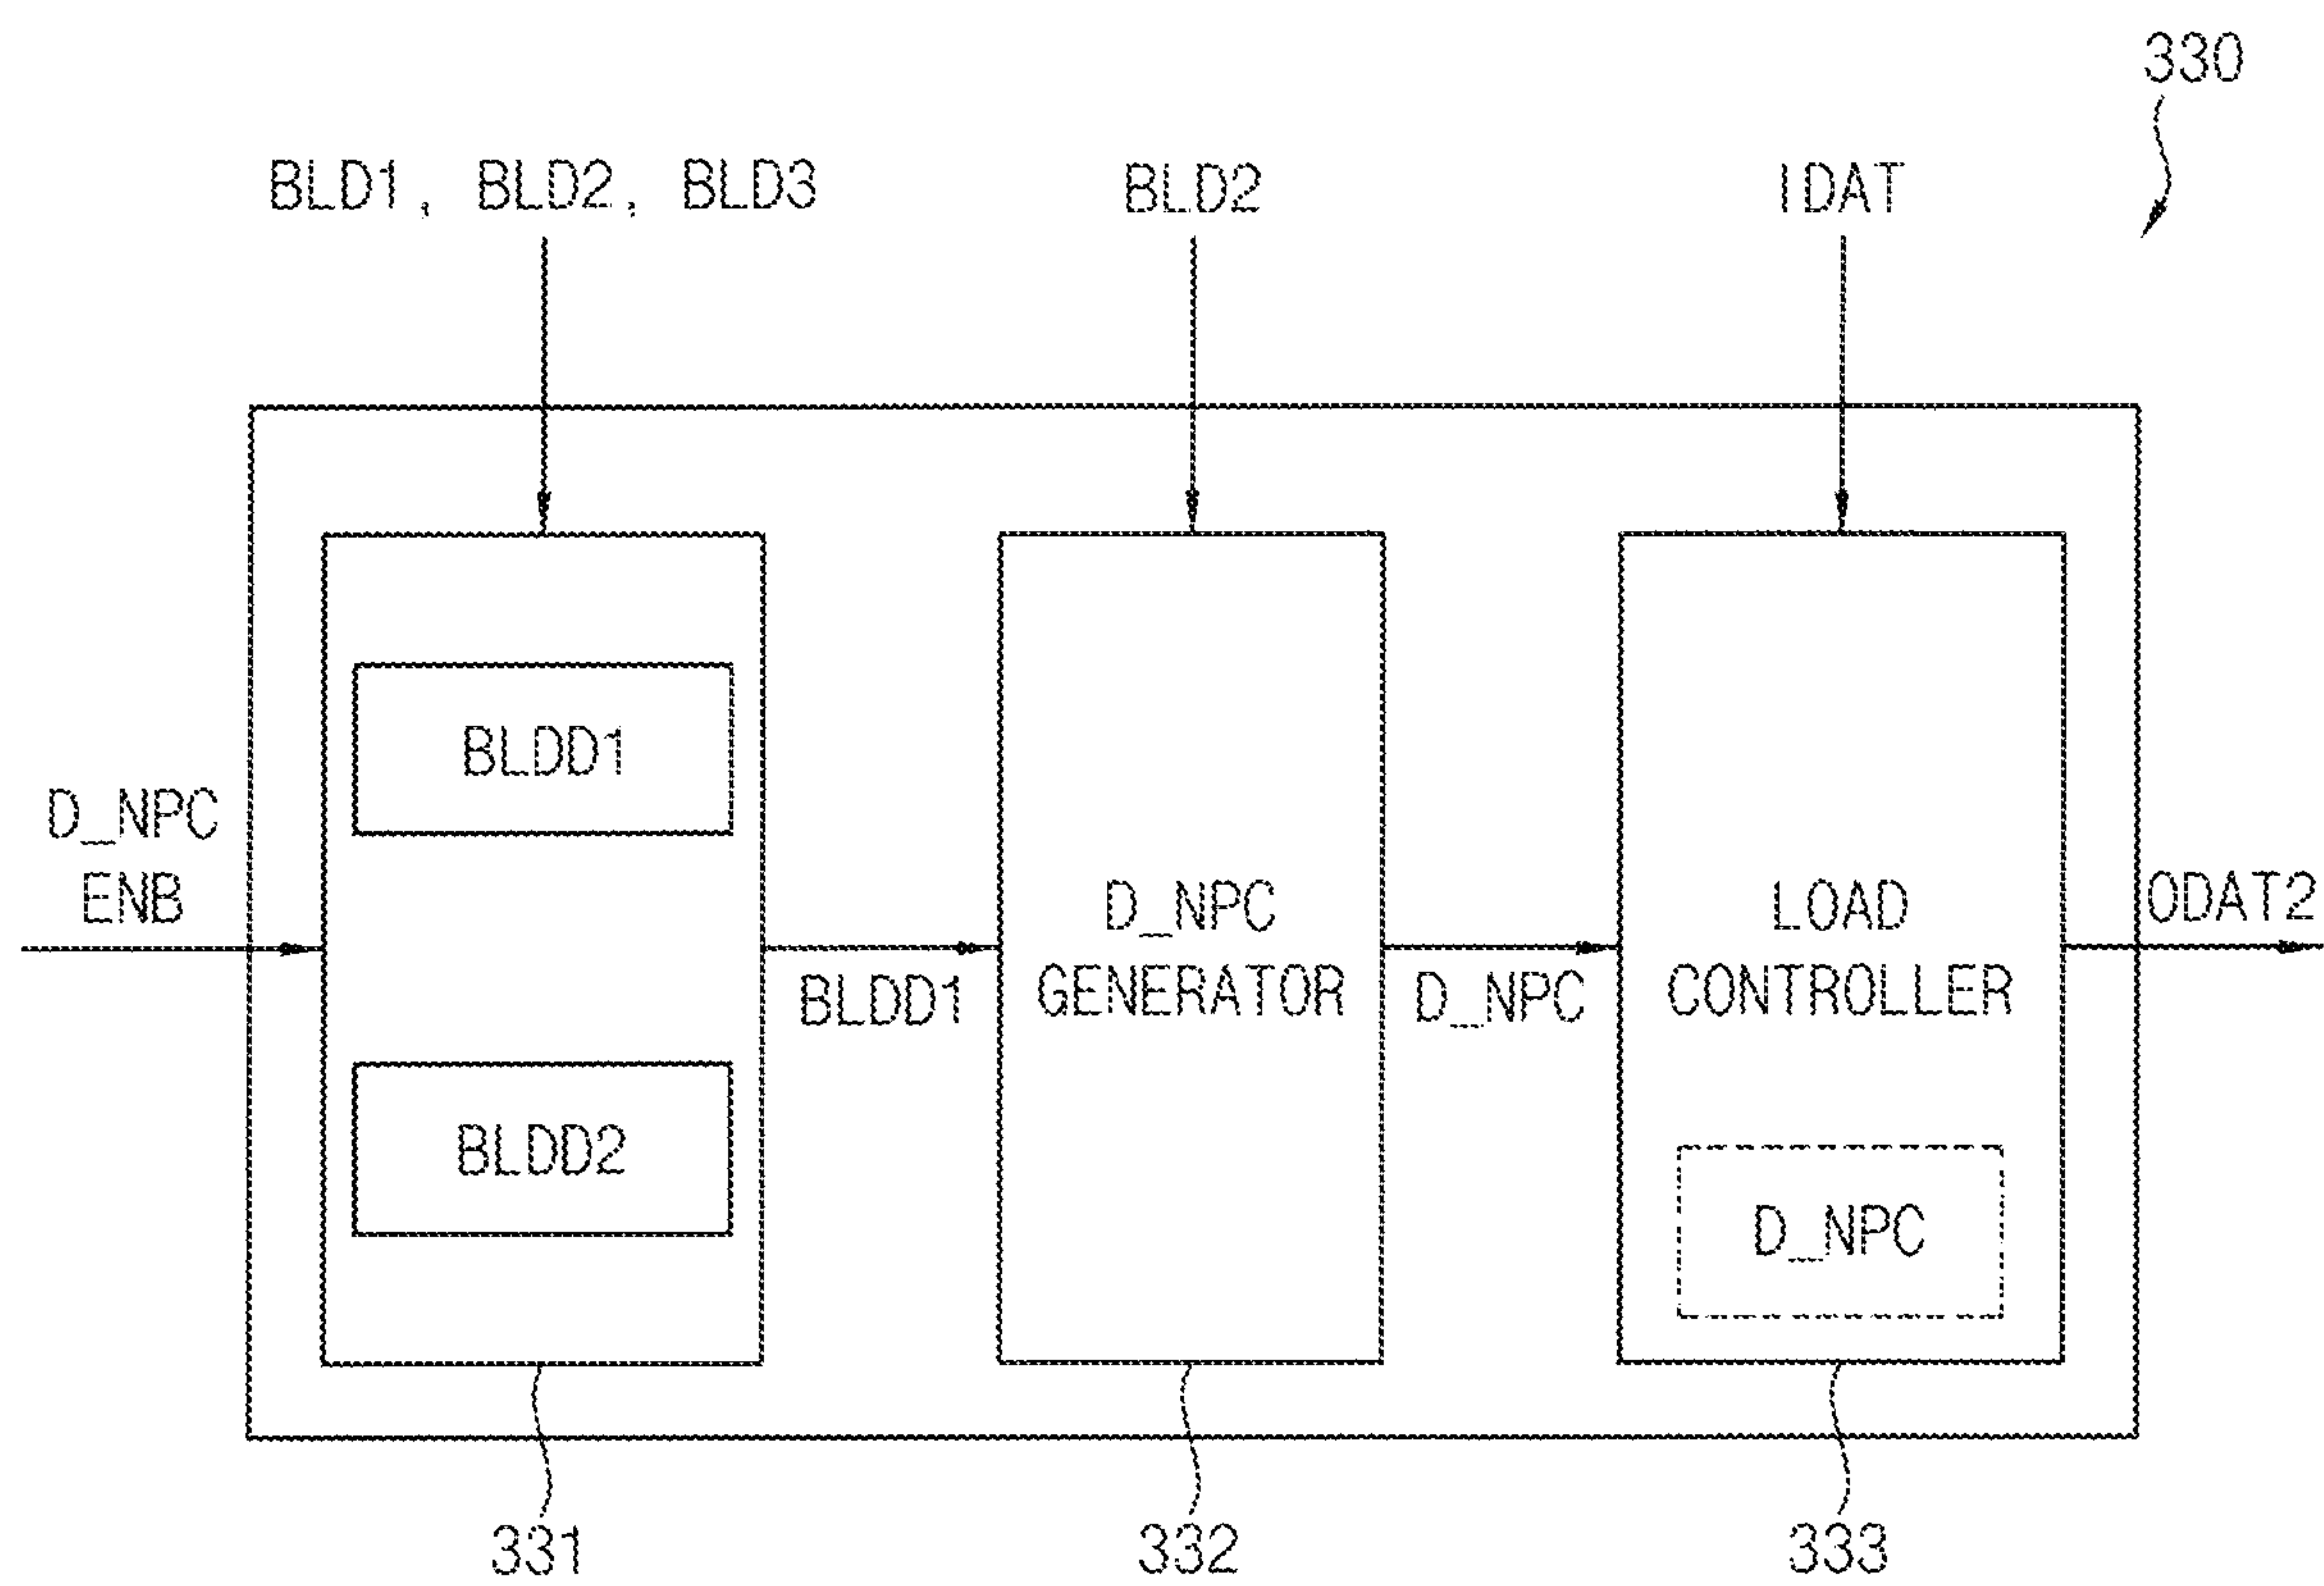 330
BLD1, BLD2, BLD3
BLD2
IDAT
BLDD1
D_NPC
ENB
BLDD1
BLDD2
D_NPC
GENERATOR
D_NPC
LOAD
CONTROLLER
D_NPC
ODAT2
331
332
333